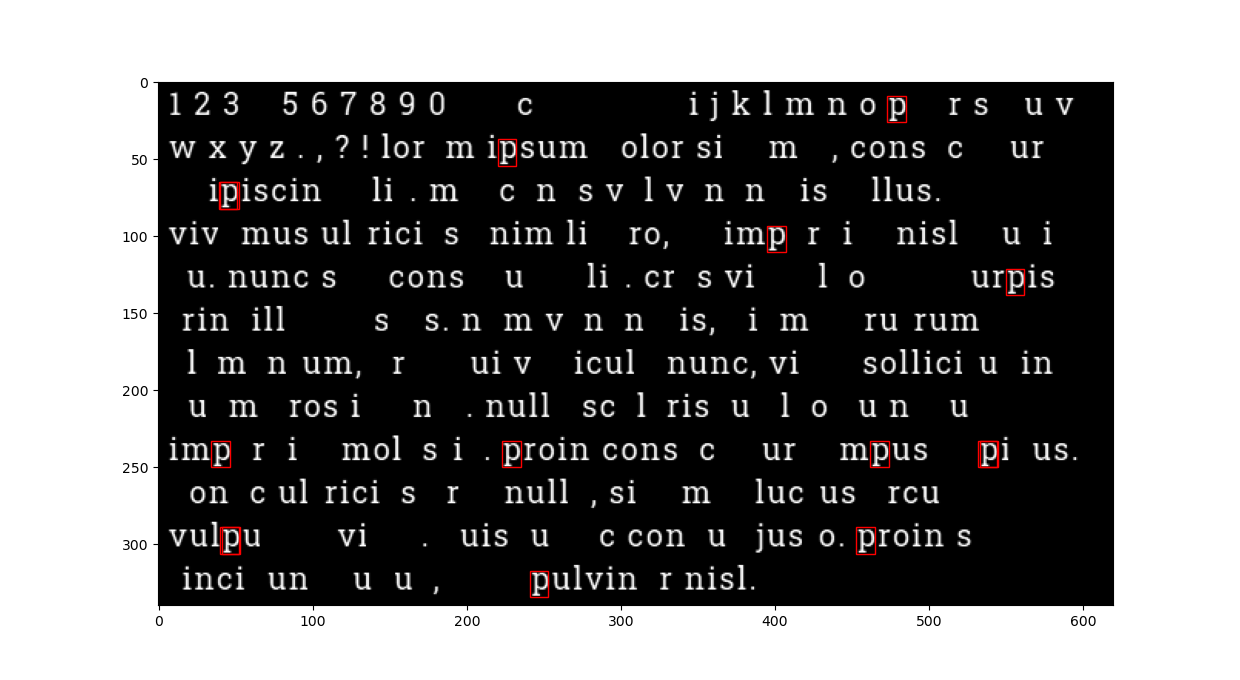 0
50
100
150
200
250
300
1 2 3 5 6 7 8 9 0 c i j k l m n o p r s u v
w x y z . , ? ! lor m ipsum olor si m , cons c ur
ipiscin li . m c n s v l v n n is llus.
viv mus ul rici s nim li ro, imp r i nisl u i
u. nunc s cons u li . cr s vi l o urpis
rin ill s s. n m v n n is, i m ru rum
l m n um, r ui v icul nunc, vi sollici u in
u m ros i n . null sc l ris u l o u n u
imp r i mol s i . proin cons c ur mpus pi us.
on c ul rici s r null , si m luc us rcu
vulpu vi . uis u c con u jus o. proin s
inci un u u , pulvin r nisl.
0 100 200 300 400 500 600